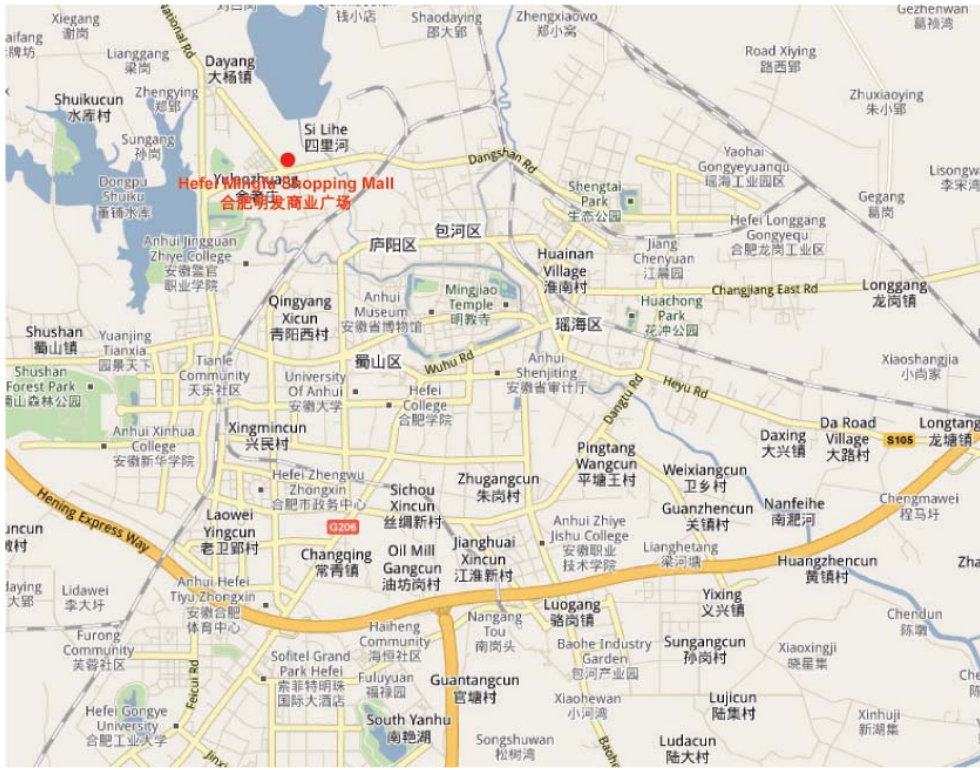 Xiegang
谢岗
National Rd
钱小店
Shaodaying
邵大郢
Zhengxiaowo
郑小窝
Gezhenwan
葛祯湾
Lianggang
梁岗
Dayang
大杨镇
Road Xiying
路西郢
Shuikucun
水库村
Zhengying
郑郢
Zhuxiaoying
朱小郢
Sungang
孙岗
Si Lihe
四里河
Dangshan Rd
Yaohai
Gongyeyuanqu
瑶海工业园区
Hefei Mingfa Shopping Mall
合肥明发商业广场
Dongpu
Shuiku
董铺水库
Shengtai
Park
生态公园
Gegang
葛岗
Hefei Longgang
Gongyequ
合肥龙岗工业区
Anhui Jingguan
Zhiye College
安徽警官
职业学院
庐阳区
包河区
Huainan
Village
淮南村
Jiang
Chenyuan
江晨园
Changjiang East Rd
Longgang
龙岗镇
Qingyang
Xicun
青阳西村
Anhui
Museum
安徽省博物馆
Mingjiao
Temple
明教寺
Huachong
Park
花冲公园
瑶海区
Shushan
蜀山镇
Yuanjing
Tianxia
园景天下
Tianle
Community
天乐社区
蜀山区
Wuhu Rd
Anhui
Shenjiting
安徽省审计厅
Xiaoshangjia
小尚家
Shushan
Forest Park
University
Of Anhui
安徽大学
Hefei
College
合肥学院
Dangtu Rd
Heyu Rd
Anhui Xinhua
College
安徽新华学院
Xingmincun
兴民村
Pingtang
Wangcun
平塘王村
Daxing
大兴镇
Da Road
Village
大路村
S105
Longtang
龙塘镇
Hefei Zhengwu
Zhongxin
合肥市政务中心
Zhugangcun
朱岗村
Weixiangcun
卫乡村
Hening Express Way
Sichou
Xincun
丝绸新村
Guanzhencun
关镇村
Nanfeihe
南淝河
Chengmawei
程马圩
Laowei
Yingcun
老卫郢村
G206
Changqing
常青镇
Oil Mill
Gangcun
油坊岗村
Jianghuai
Xincun
江淮新村
Anhui Zhiye
Jishu College
安徽职业
技术学院
Lianghetang
梁河塘
Huangzhencun
黄镇村
Lidawei
李大圩
Anhui Hefei
Tiyu Zhongxin
安徽合肥
体育中心
Luogang
骆岗镇
Yixing
义兴镇
Chendun
陈墩
Furong
Community
芙蓉社区
Haiheng
Community
海恒社区
Nangang
Tou
南岗头
Baohe Industry
Garden
包河产业园
Sungangcun
孙岗村
Xiaoxingji
晓星集
Feicui Rd
Sofitel Grand
Park Hefei
索菲特明珠
国际大酒店
Fuluyuan
福禄园
Guantangcun
官塘村
Xiaohewan
小河湾
Lujicun
陆集村
Hefei Gongye
University
合肥工业大学
South Yanhu
南艳湖
Songshuwan
松树湾
Ludacun
陆大村
Xinhuji
新湖集